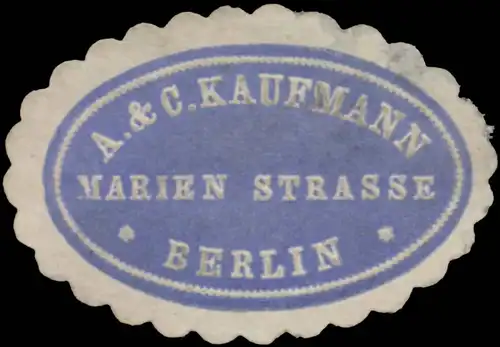 A. & C. KAUFMANN
MARIEN STRASSE
* BERLIN *